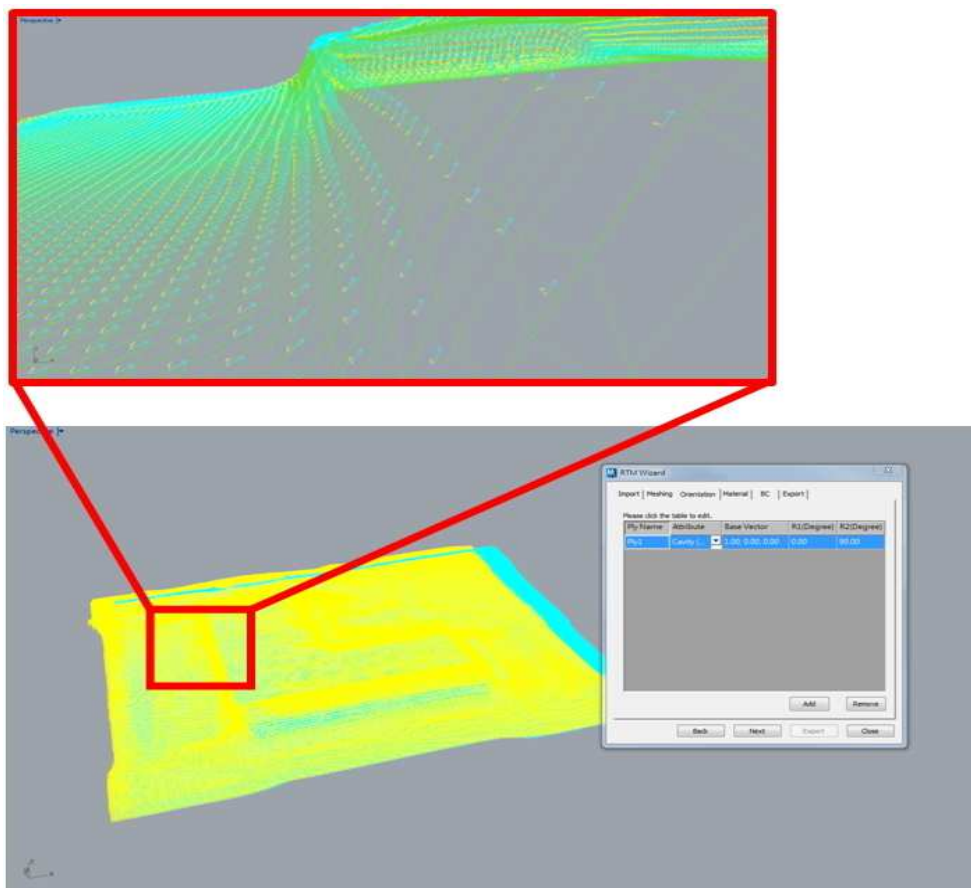 Perspective
Perspective
RTM Wizard
Import Meshing Orientation Material BC Export
Please click the table to edit.
Ply Name Attribute Base Vector R1(Degree) R2(Degree)
Ply1 Cavity (... 1.00, 0.00, 0.00 0.00 90.00
Add Remove
Back Next Export Close